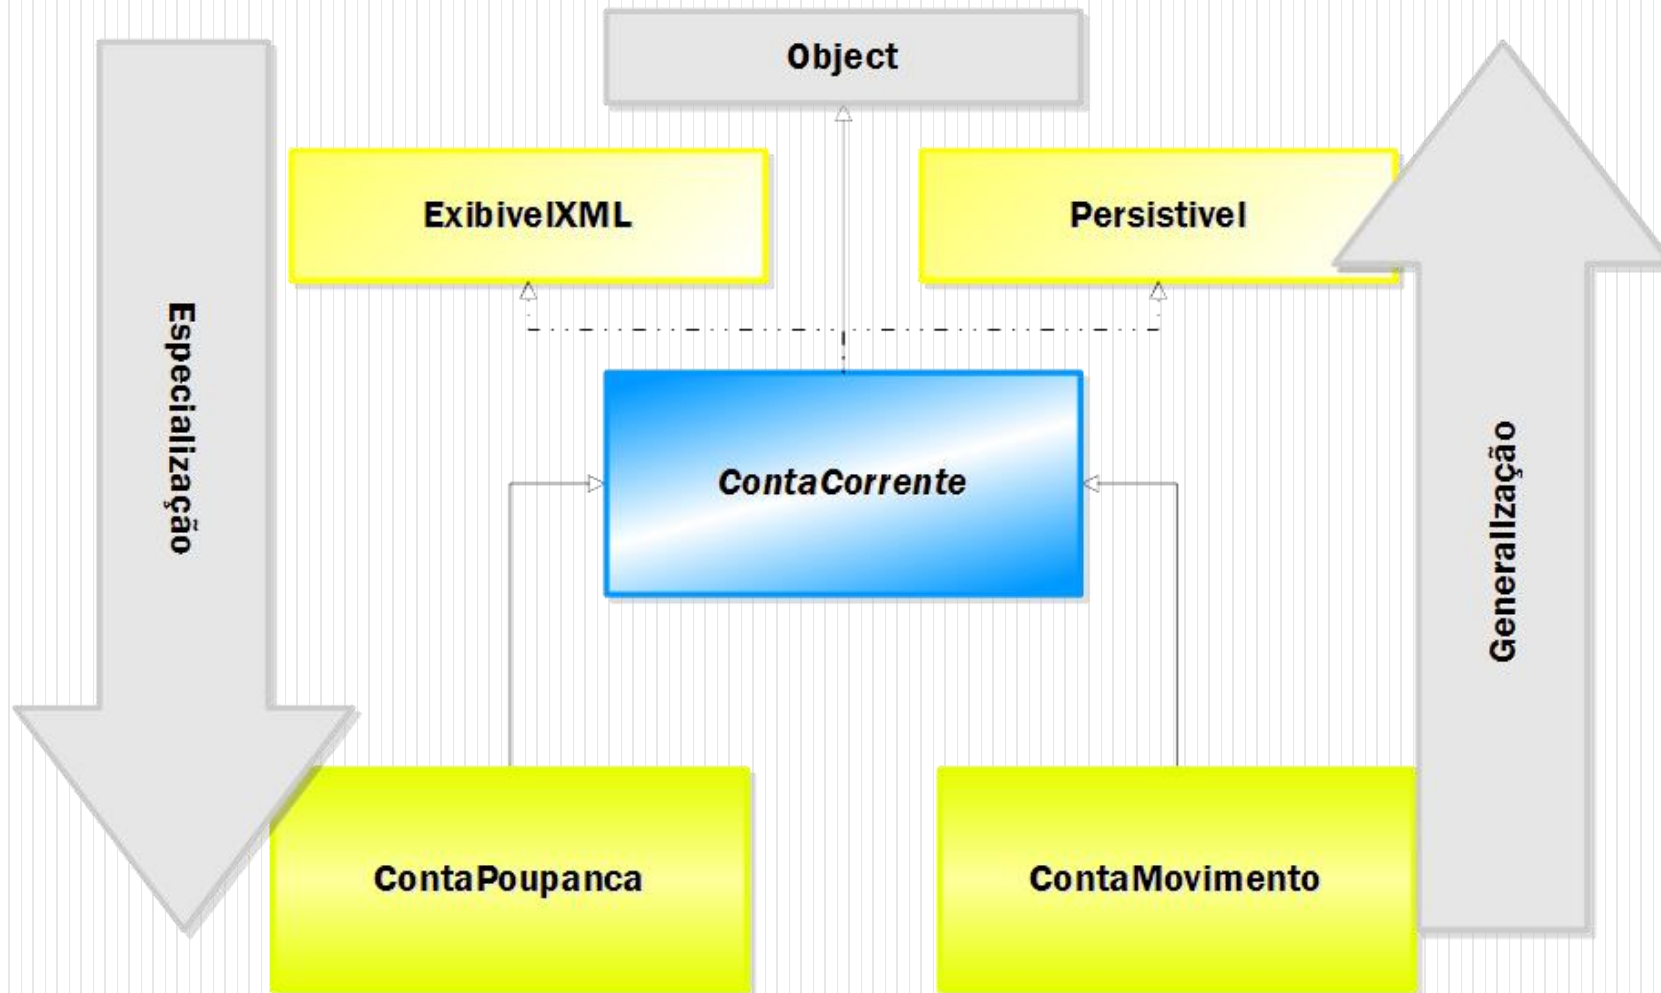 Object
ExibivelXML
Persistivel
Especialização
ContaCorrente
Generalização
ContaPoupanca
ContaMovimento